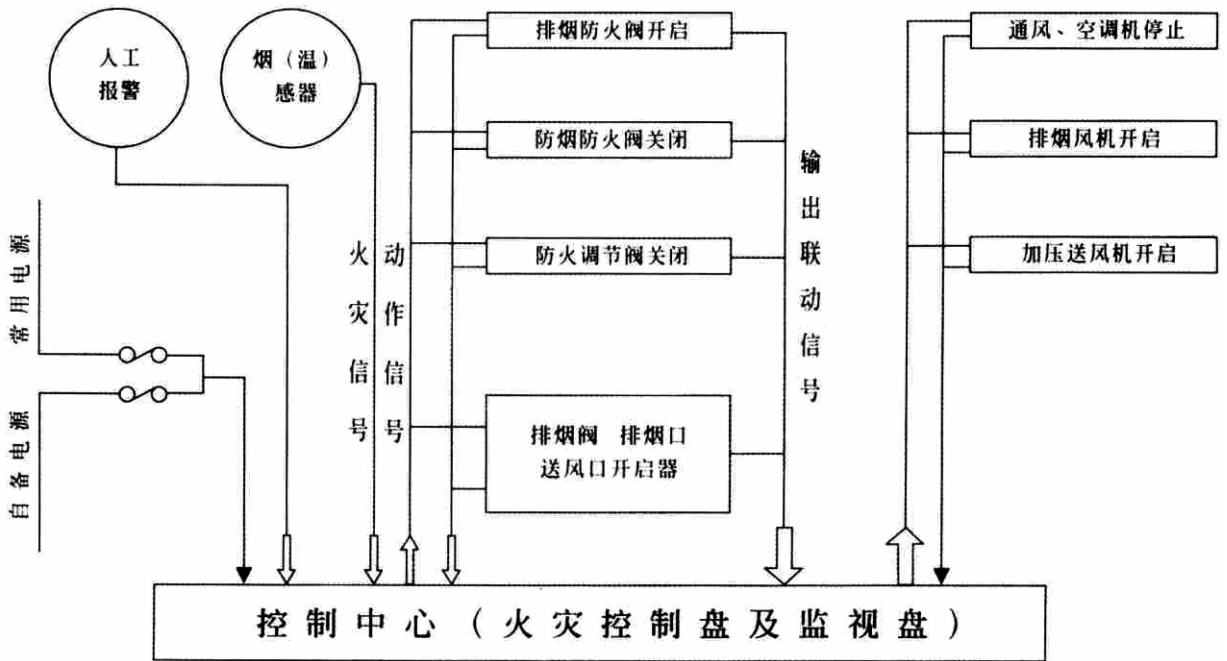 人工
报警
烟（温）
感器
排烟防火阀开启
防烟防火阀关闭
防火调节阀关闭
排烟阀 排烟口
送风口开启器
通风、空调机停止
排烟风机开启
加压送风机开启
常用电源
自备电源
火灾信号
动作信号
输出联动信号
控制中心（火灾控制盘及监视盘）